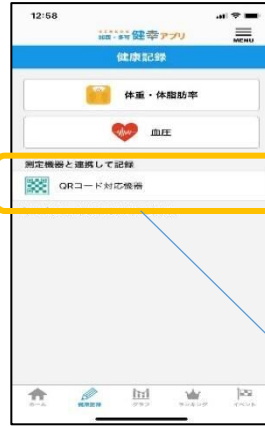 12:58
健幸アプリ
MENU
健康記録
体重・体脂肪率
血圧
測定機器と連携して記録
QRコード対応機器
ホーム
健康記録
グラフ
ランキング
イベント